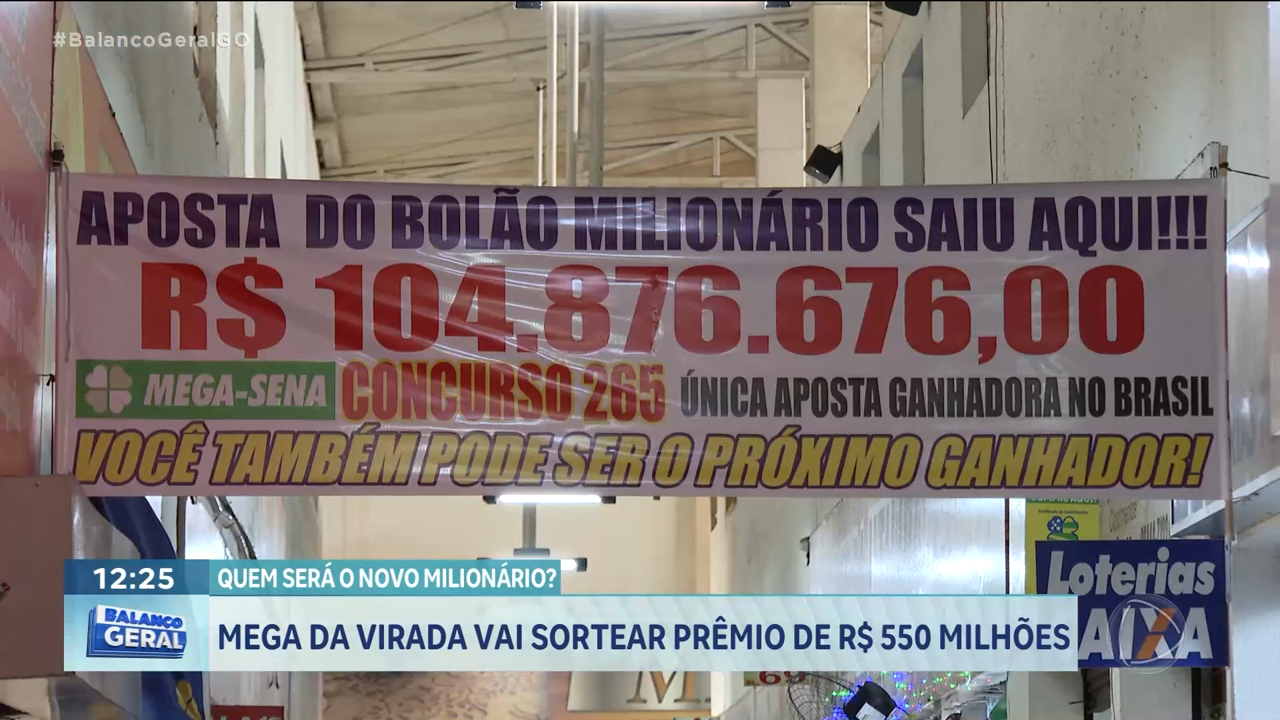 #BalancoGeralGO
APOSTA DO BOLÃO MILIONÁRIO SAIU AQUI!!!
R$ 104.876.676,00
MEGA-SENA CONCURSO 265 ÚNICA APOSTA GANHADORA NO BRASIL
VOCÊ TAMBÉM PODE SER O PRÓXIMO GANHADOR!
Loterias
AIXA
12:25 QUEM SERÁ O NOVO MILIONÁRIO?
BALANÇO GERAL
MEGA DA VIRADA VAI SORTEAR PRÊMIO DE R$ 550 MILHÕES
M
69